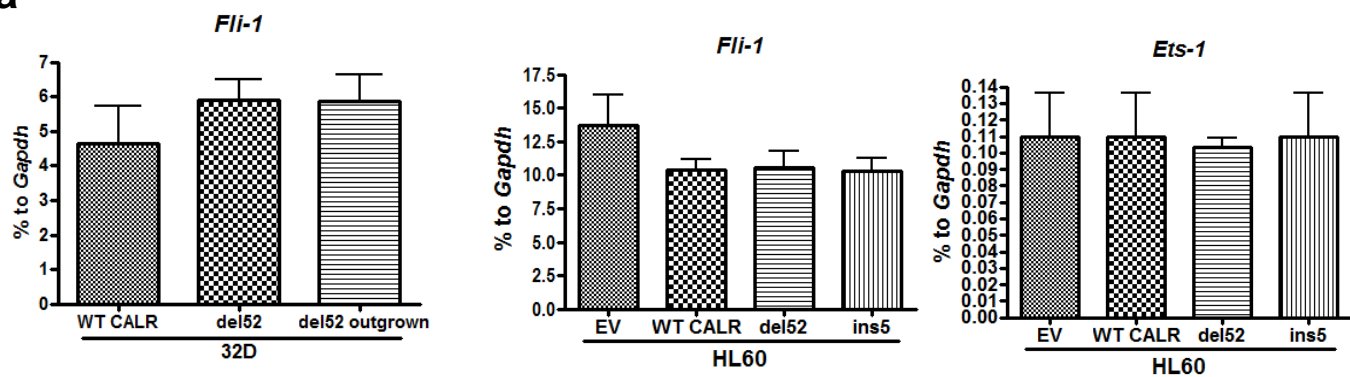 a
Fli-1
% to Gapdh
7
6
5
4
3
2
1
0
WT CALR del52 del52 outgrown
32D
Fli-1
% to Gapdh
17.5
15.0
12.5
10.0
7.5
5.0
2.5
0.0
EV WT CALR del52 ins5
HL60
Ets-1
% to Gapdh
0.14
0.13
0.12
0.11
0.10
0.09
0.08
0.07
0.06
0.05
0.04
0.03
0.02
0.01
0.00
EV WT CALR del52 ins5
HL60